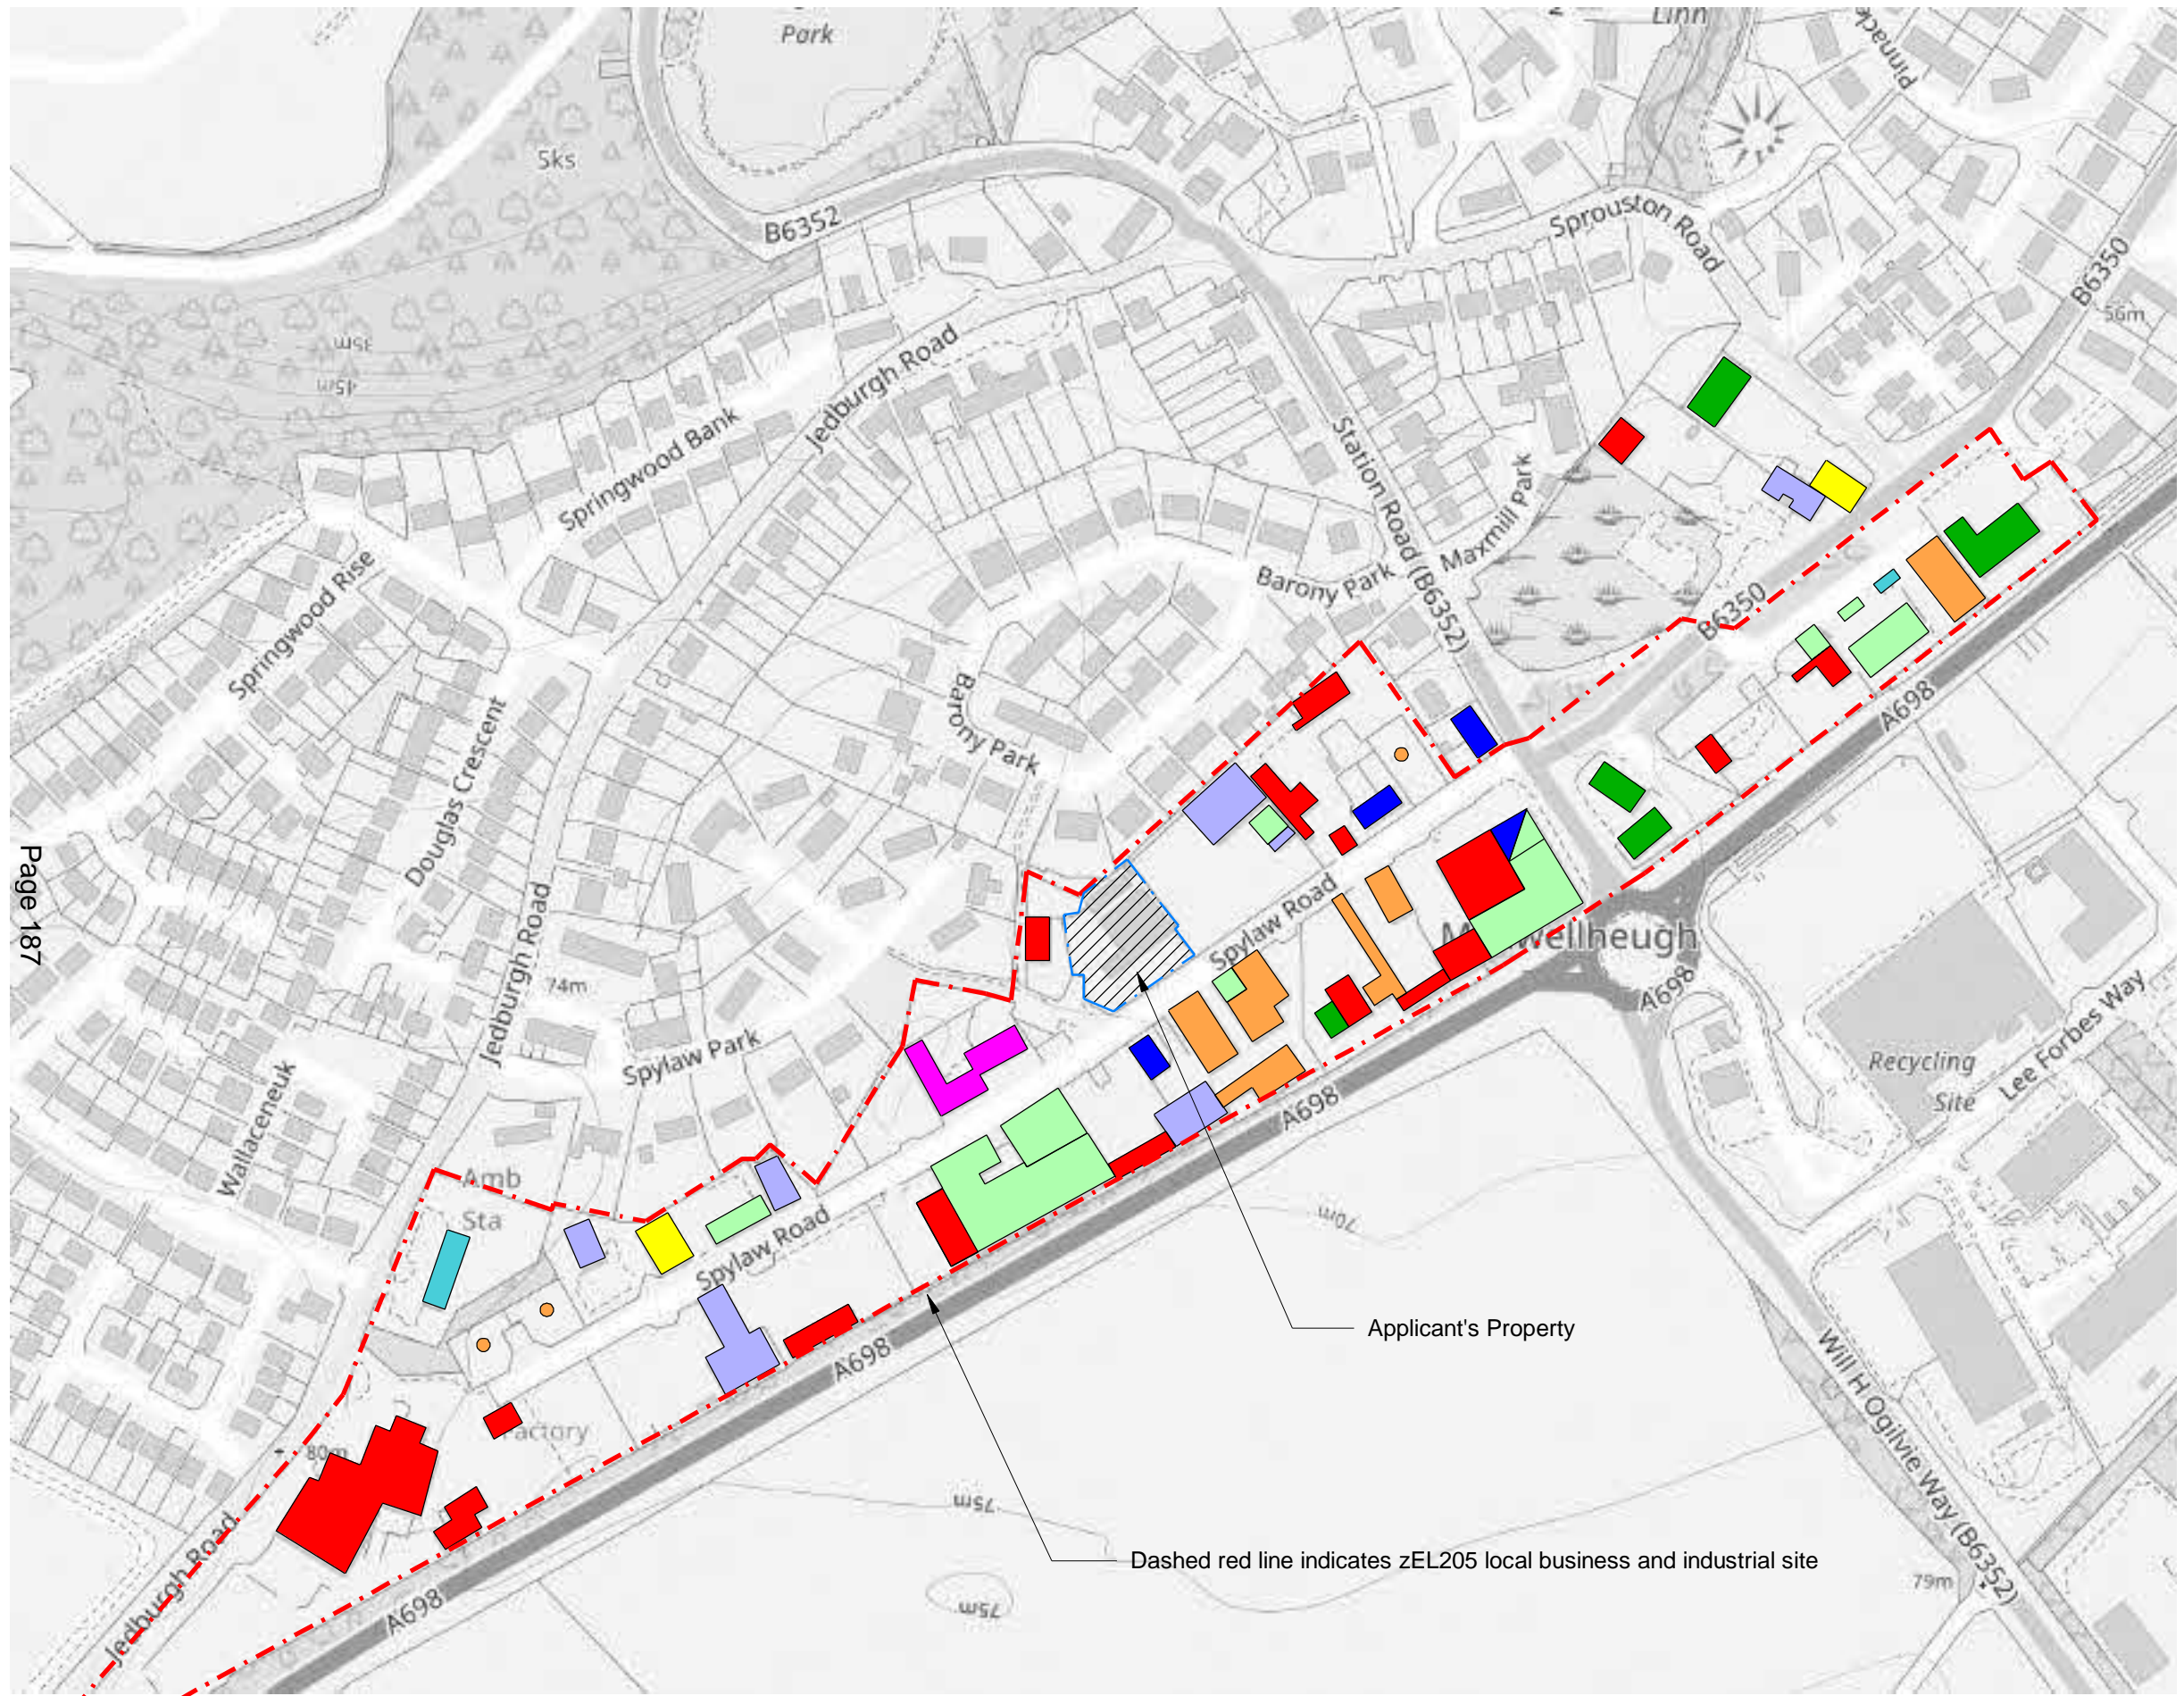 Park
Linn
Pinnack
5ks
B6352
Sprouston Road
B6350
56m
35m
45m
Jedburgh Road
Springwood Bank
Station Road (B6352)
Maxmill Park
Barony Park
Springwood Rise
B6350
Barony Park
A698
Douglas Crescent
Page 187
Jedburgh Road
Spylaw Road
74m
A698
Recycling
Site
Lee Forbes Way
Spylaw Park
Wallaceneuk
A698
Amb
Sta
70m
Spylaw Road
Applicant's Property
A698
Will H Ogilvie Way (B6352)
80m
75m
Jedburgh Road
Dashed red line indicates zEL205 local business and industrial site
79m
75m
A698